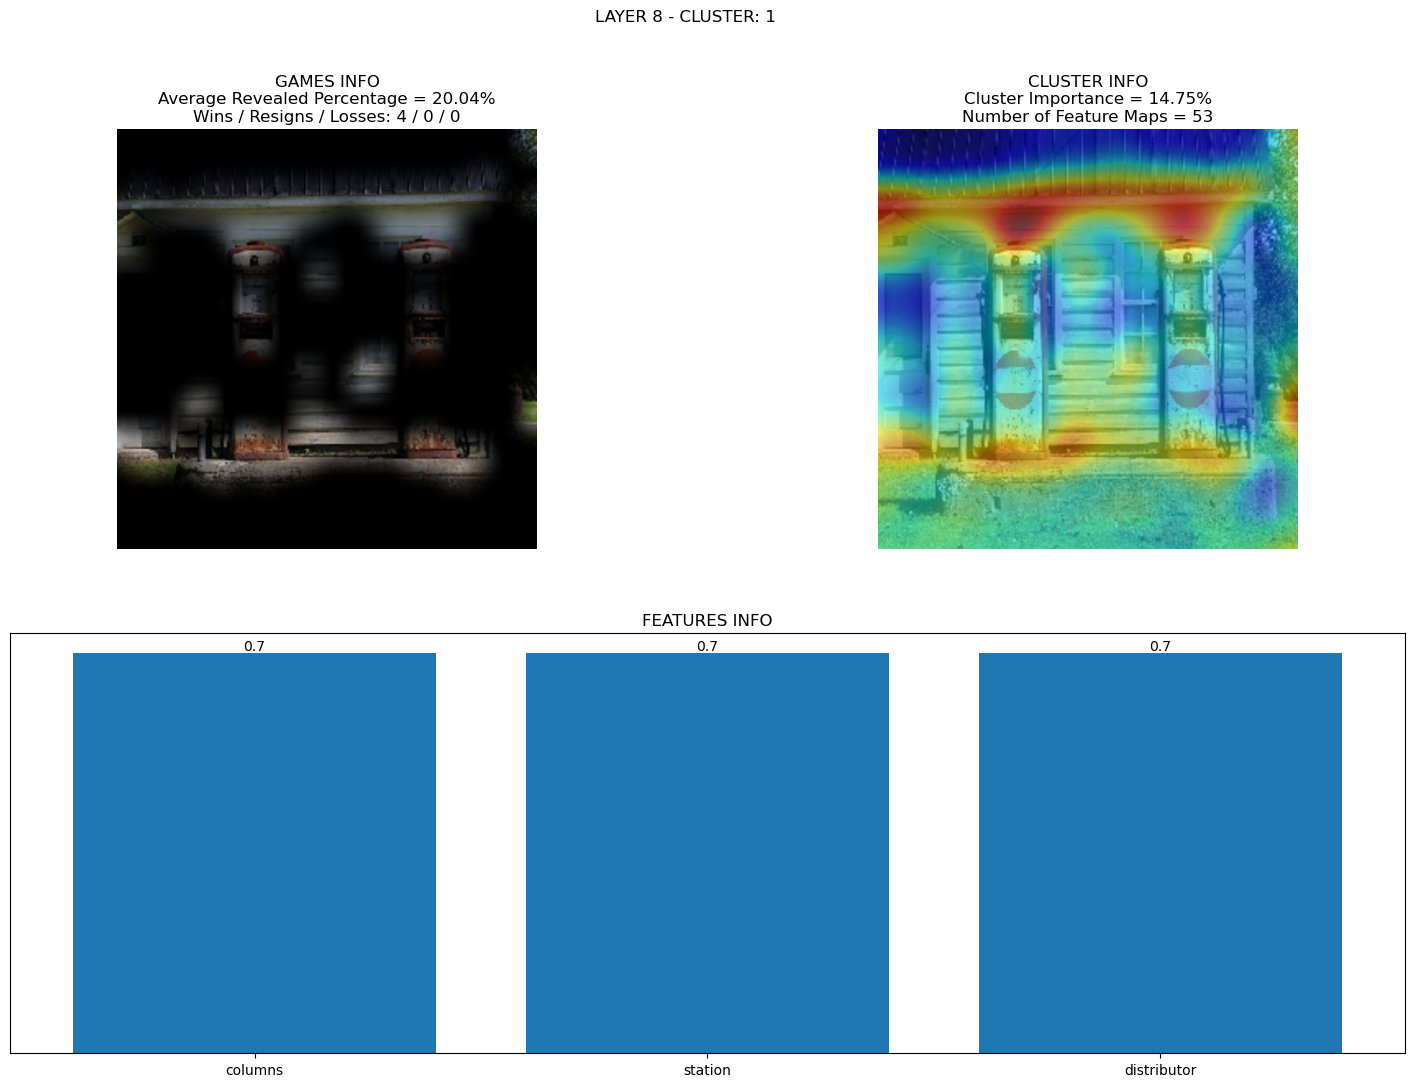 LAYER 8 - CLUSTER: 1
GAMES INFO
Average Revealed Percentage = 20.04%
Wins / Resigns / Losses: 4 / 0 / 0
CLUSTER INFO
Cluster Importance = 14.75%
Number of Feature Maps = 53
FEATURES INFO
0.7
0.7
0.7
columns
station
distributor